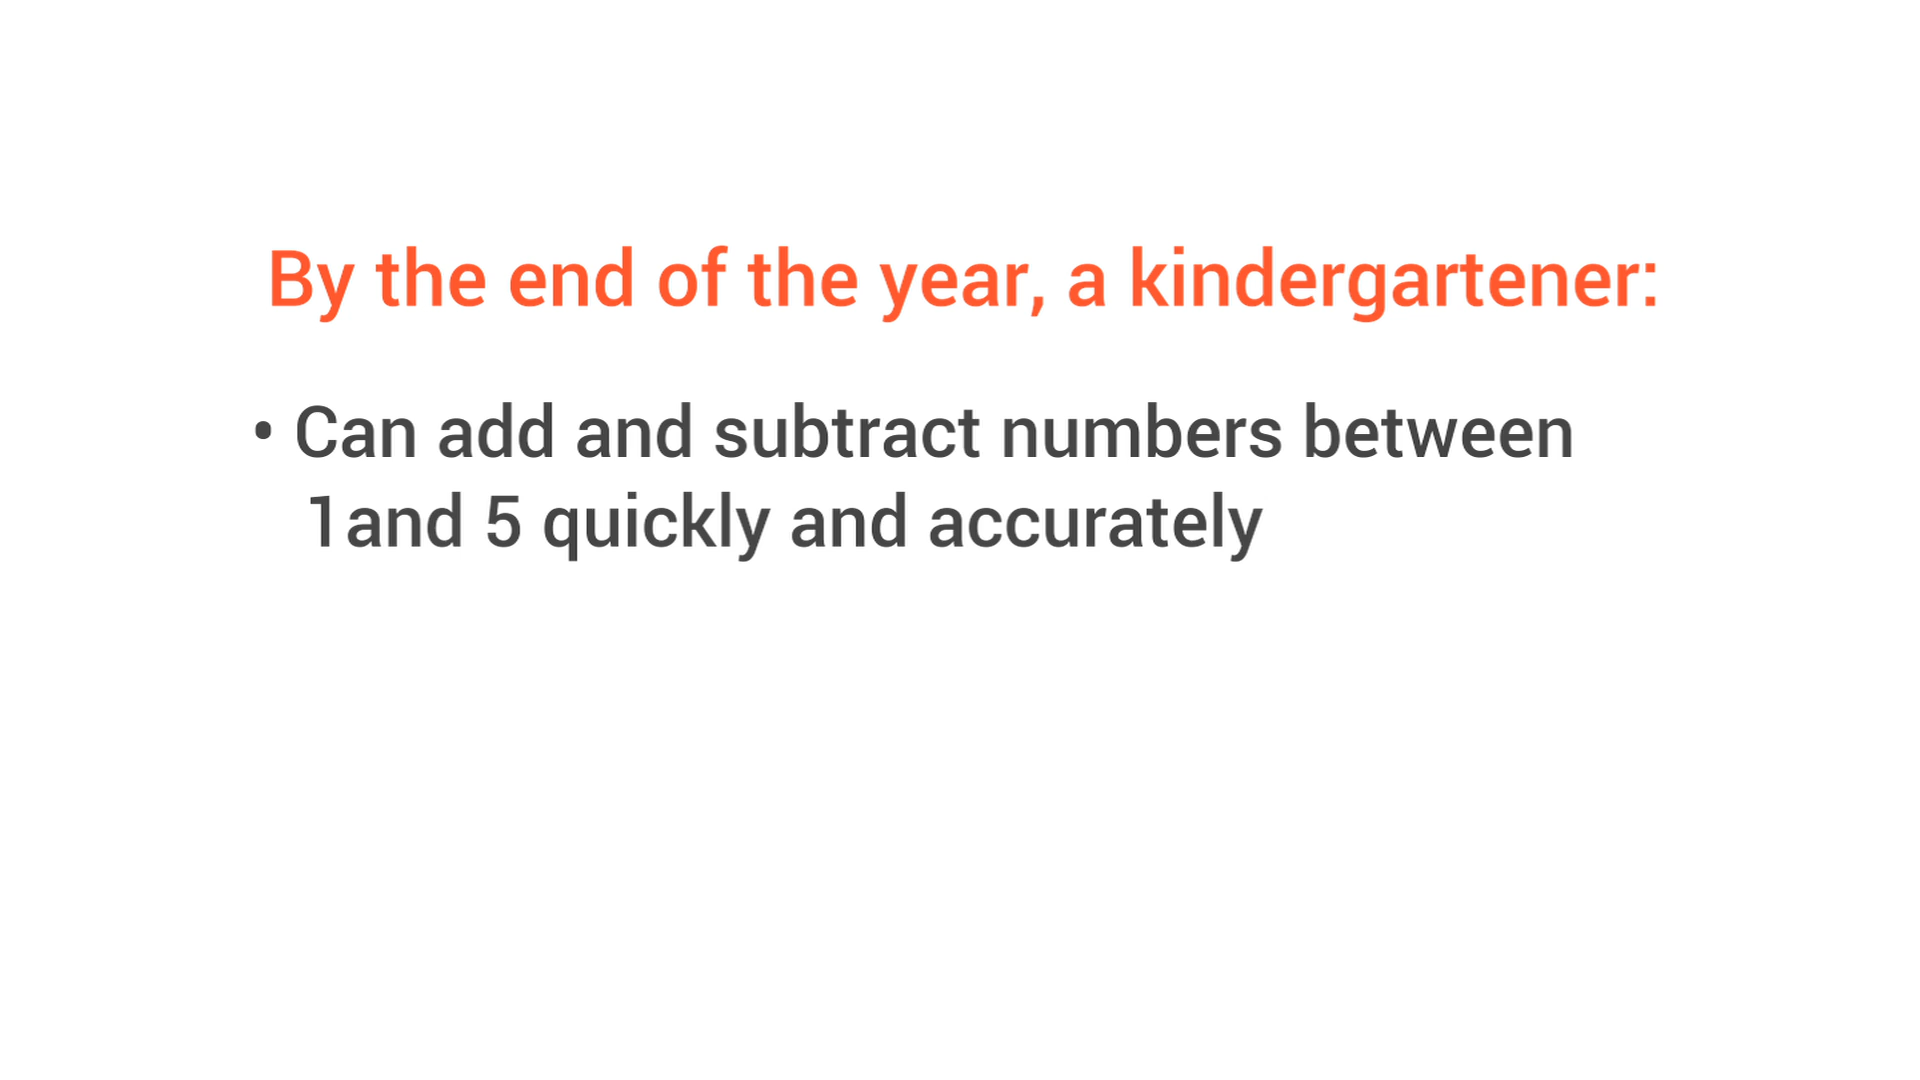 By the end of the year, a kindergartener:
• Can add and subtract numbers between
1and 5 quickly and accurately